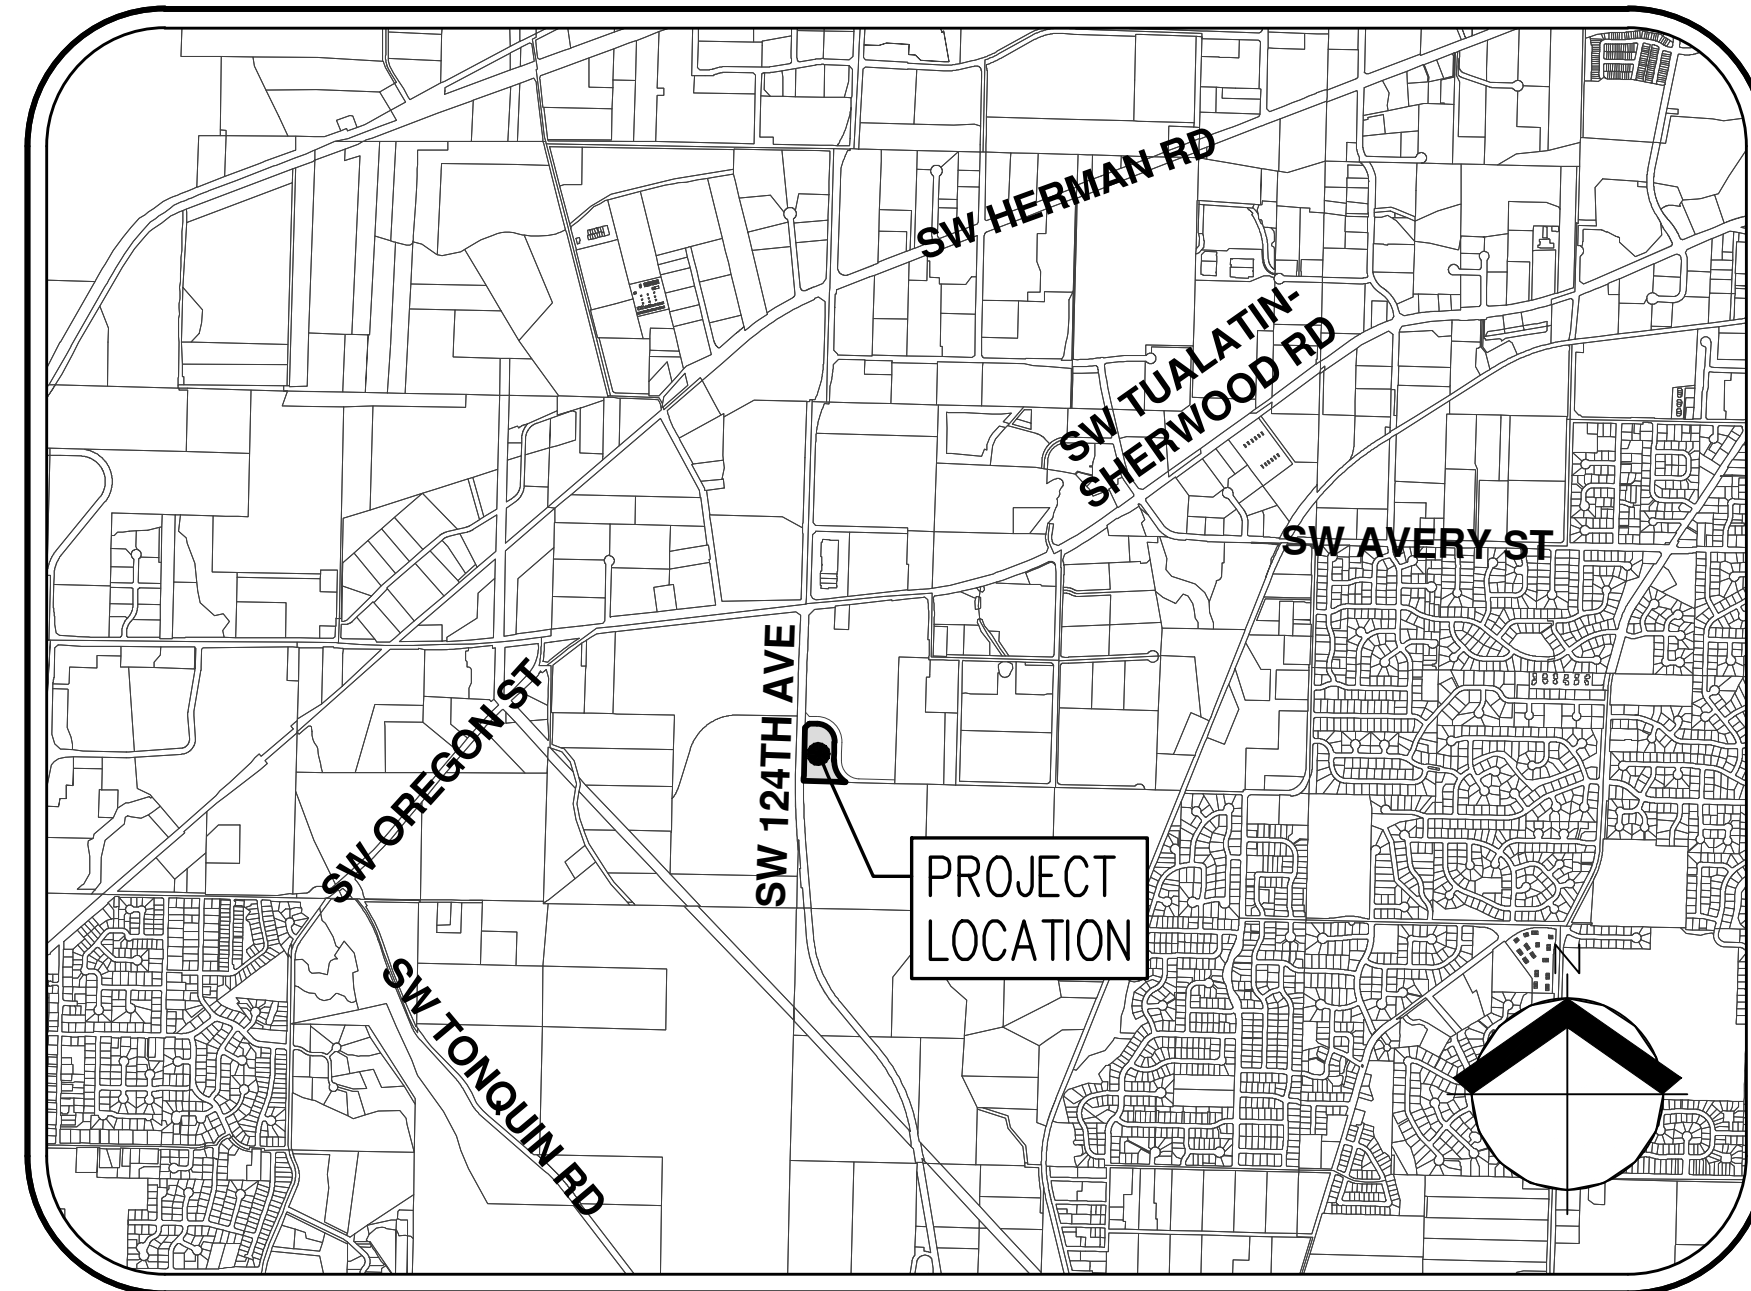 SW HERMAN RD
SW TUALATIN-
SHERWOOD RD
SW AVERY ST
SW 124TH AVE
SW OREGON ST
PROJECT
LOCATION
N
SW TONQUIN RD